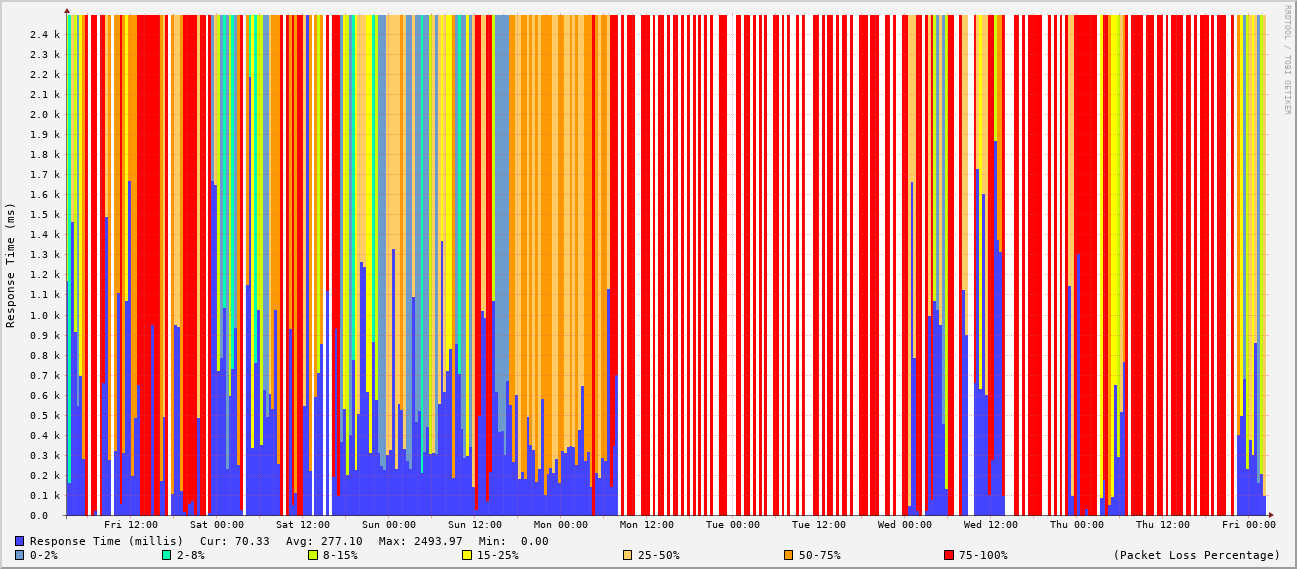 RRDTOOL / TOBI OETIKER
Response Time (ms)
2.4 k
2.3 k
2.2 k
2.1 k
2.0 k
1.9 k
1.8 k
1.7 k
1.6 k
1.5 k
1.4 k
1.3 k
1.2 k
1.1 k
1.0 k
0.9 k
0.8 k
0.7 k
0.6 k
0.5 k
0.4 k
0.3 k
0.2 k
0.1 k
0.0
Fri 12:00 Sat 00:00 Sat 12:00 Sun 00:00 Sun 12:00 Mon 00:00 Mon 12:00 Tue 00:00 Tue 12:00 Wed 00:00 Wed 12:00 Thu 00:00 Thu 12:00 Fri 00:00
Response Time (millis) Cur: 70.33 Avg: 277.10 Max: 2493.97 Min: 0.00
0-2% 2-8% 8-15% 15-25% 25-50% 50-75% 75-100% (Packet Loss Percentage)